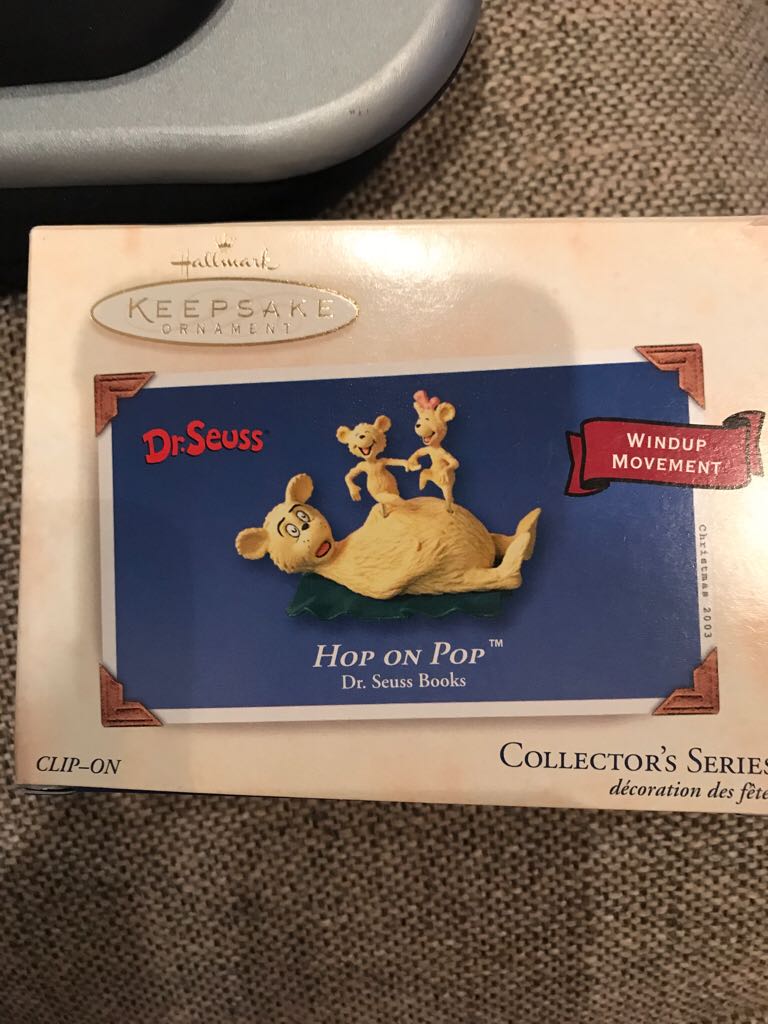 Hallmark
KEEPSAKE
ORNAMENT
Dr. Seuss
WINDUP
MOVEMENT
Christmas 2003
HOP ON POP™
Dr. Seuss Books
CLIP–ON
COLLECTOR'S SERIES
décoration des fête